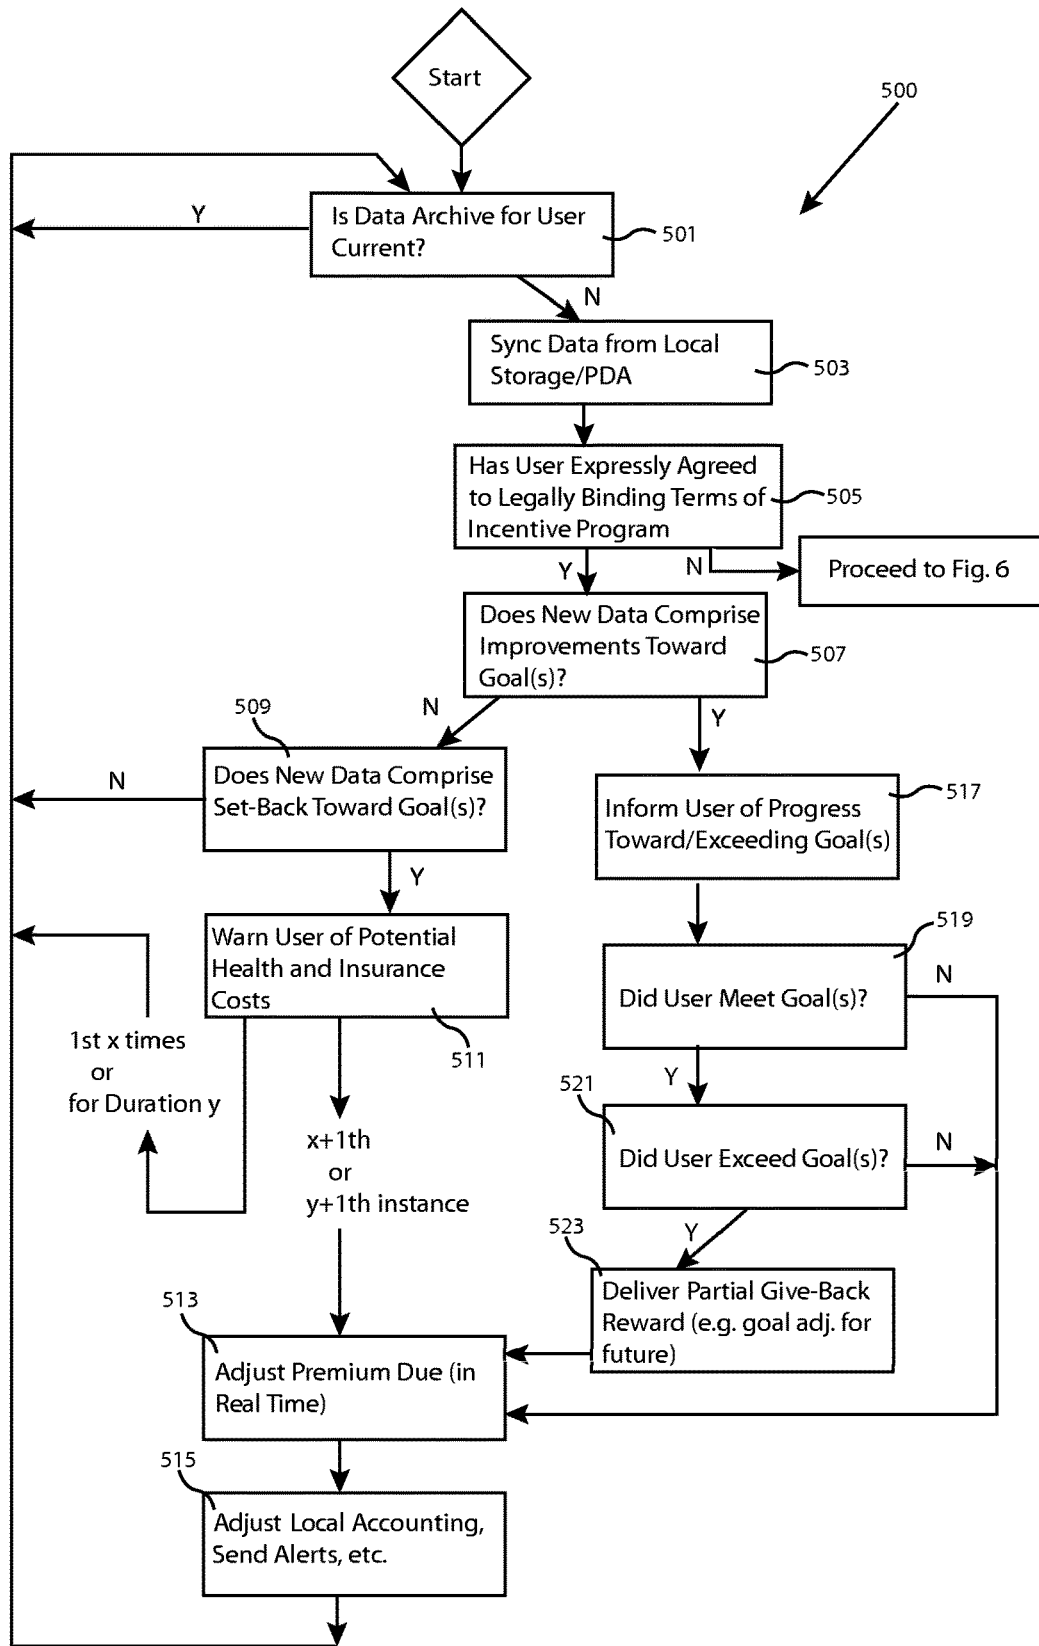 Start
500
Y
Is Data Archive for User
Current?
501
N
Sync Data from Local
Storage/PDA
503
Has User Expressly Agreed
to Legally Binding Terms of
Incentive Program
505
Y
N
Proceed to Fig. 6
Does New Data Comprise
Improvements Toward
Goal(s)?
507
N
Y
509
N
Does New Data Comprise
Set-Back Toward Goal(s)?
Y
Inform User of Progress
Toward/Exceeding Goal(s)
517
Warn User of Potential
Health and Insurance
Costs
511
519
Did User Meet Goal(s)?
N
Y
1st x times
or
for Duration y
x+1th
or
y+1th instance
521
Did User Exceed Goal(s)?
N
Y
523
Deliver Partial Give-Back
Reward (e.g. goal adj. for
future)
513
Adjust Premium Due (in
Real Time)
515
Adjust Local Accounting,
Send Alerts, etc.